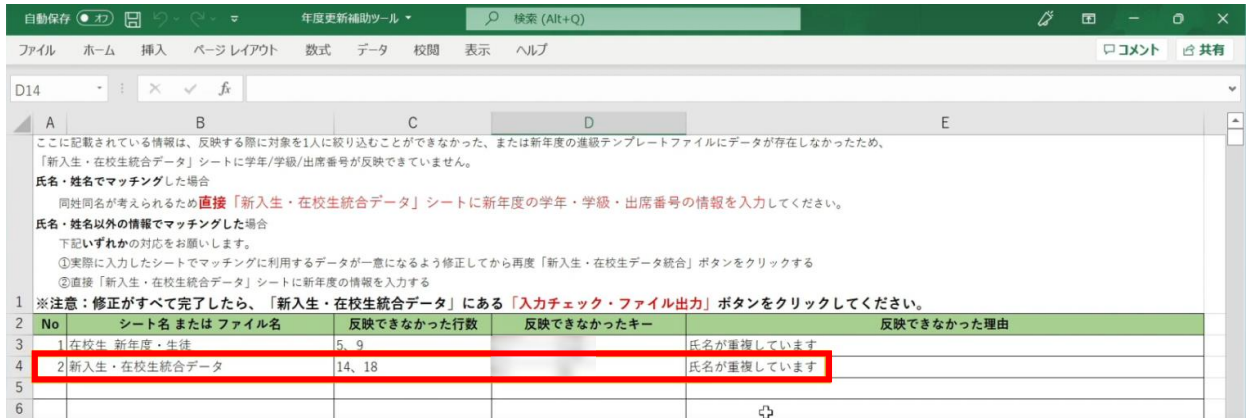 自動保存 オフ 年度更新補助ツール 検索 (Alt+Q)
ファイル ホーム 挿入 ページ レイアウト 数式 データ 校閲 表示 ヘルプ コメント 共有
D14 fx
A B C D E
ここに記載されている情報は、反映する際に対象を1人に絞り込むことができなかった、または新年度の進級テンプレートファイルにデータが存在しなかったため、
「新入生・在校生統合データ」シートに学年/学級/出席番号が反映できていません。
氏名・姓名でマッチングした場合
同姓同名が考えられるため直接「新入生・在校生統合データ」シートに新年度の学年・学級・出席番号の情報を入力してください。
氏名・姓名以外の情報でマッチングした場合
下記いずれかの対応をお願いします。
①実際に入力したシートでマッチングに利用するデータが一意になるよう修正してから再度「新入生・在校生データ統合」ボタンをクリックする
②直接「新入生・在校生統合データ」シートに新年度の情報を入力する
1 ※注意：修正がすべて完了したら、「新入生・在校生統合データ」にある「入力チェック・ファイル出力」ボタンをクリックしてください。
2 No シート名 または ファイル名 反映できなかった行数 反映できなかったキー 反映できなかった理由
3 1 在校生_新年度・生徒 5、9 氏名が重複しています
4 2 新入生・在校生統合データ 14、18 氏名が重複しています
5
6